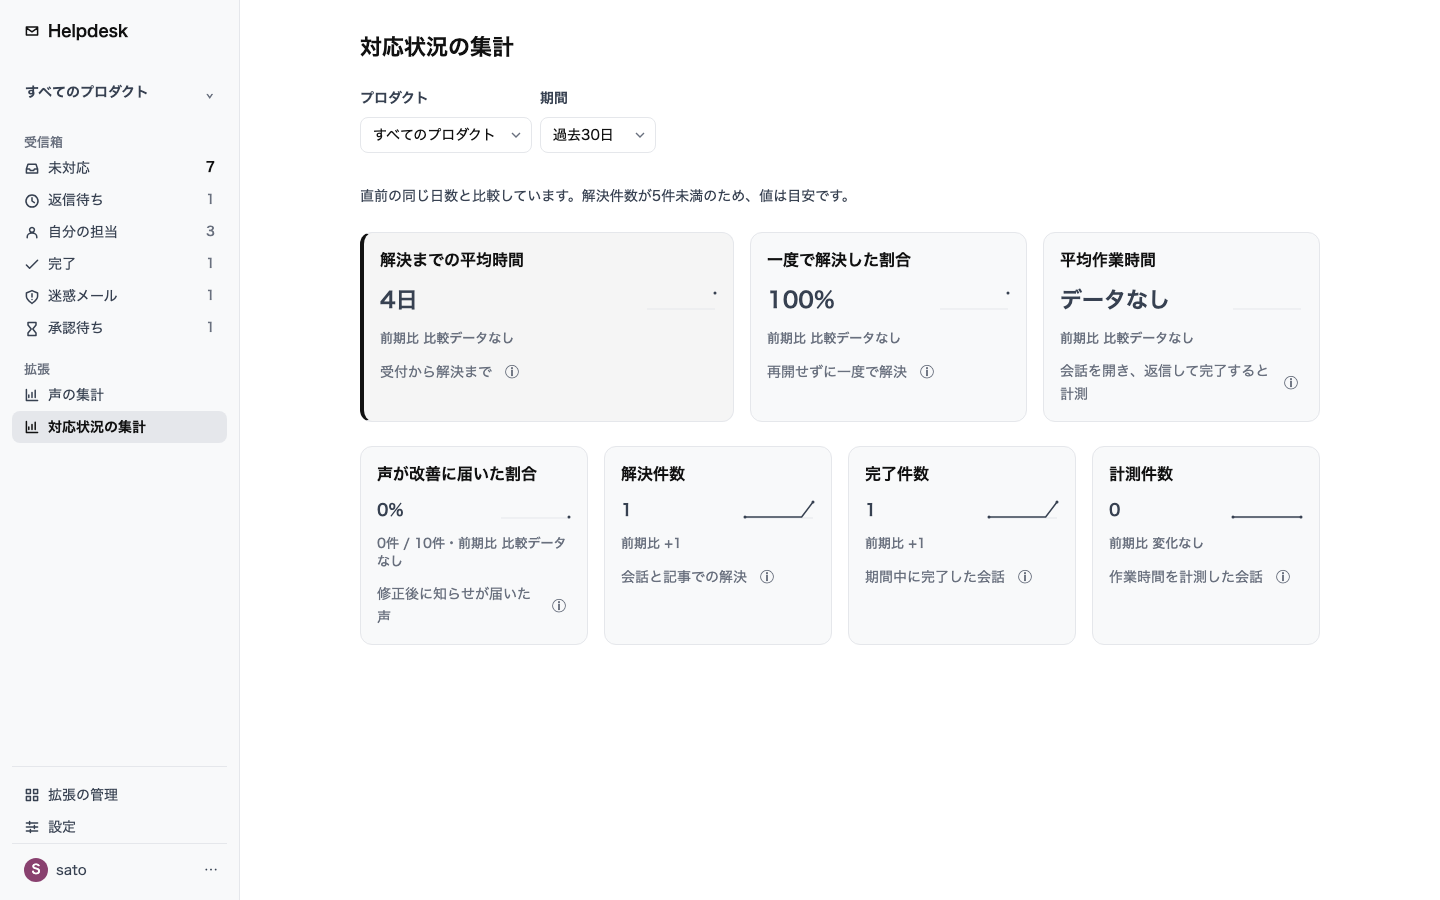 Helpdesk
すべてのプロダクト
受信箱
未対応 7
返信待ち 1
自分の担当 3
完了 1
迷惑メール 1
承認待ち 1
拡張
声の集計
対応状況の集計
拡張の管理
設定
S sato ...
対応状況の集計
プロダクト 期間
すべてのプロダクト 過去30日
直前の同じ日数と比較しています。解決件数が5件未満のため、値は目安です。
解決までの平均時間
4日
前期比 比較データなし
受付から解決まで
一度で解決した割合
100%
前期比 比較データなし
再開せずに一度で解決
平均作業時間
データなし
前期比 比較データなし
会話を開き、返信して完了すると
計測
声が改善に届いた割合
0%
0件 / 10件・前期比 比較データ
なし
修正後に知らせが届いた
声
解決件数
1
前期比 +1
会話と記事での解決
完了件数
1
前期比 +1
期間中に完了した会話
計測件数
0
前期比 変化なし
作業時間を計測した会話